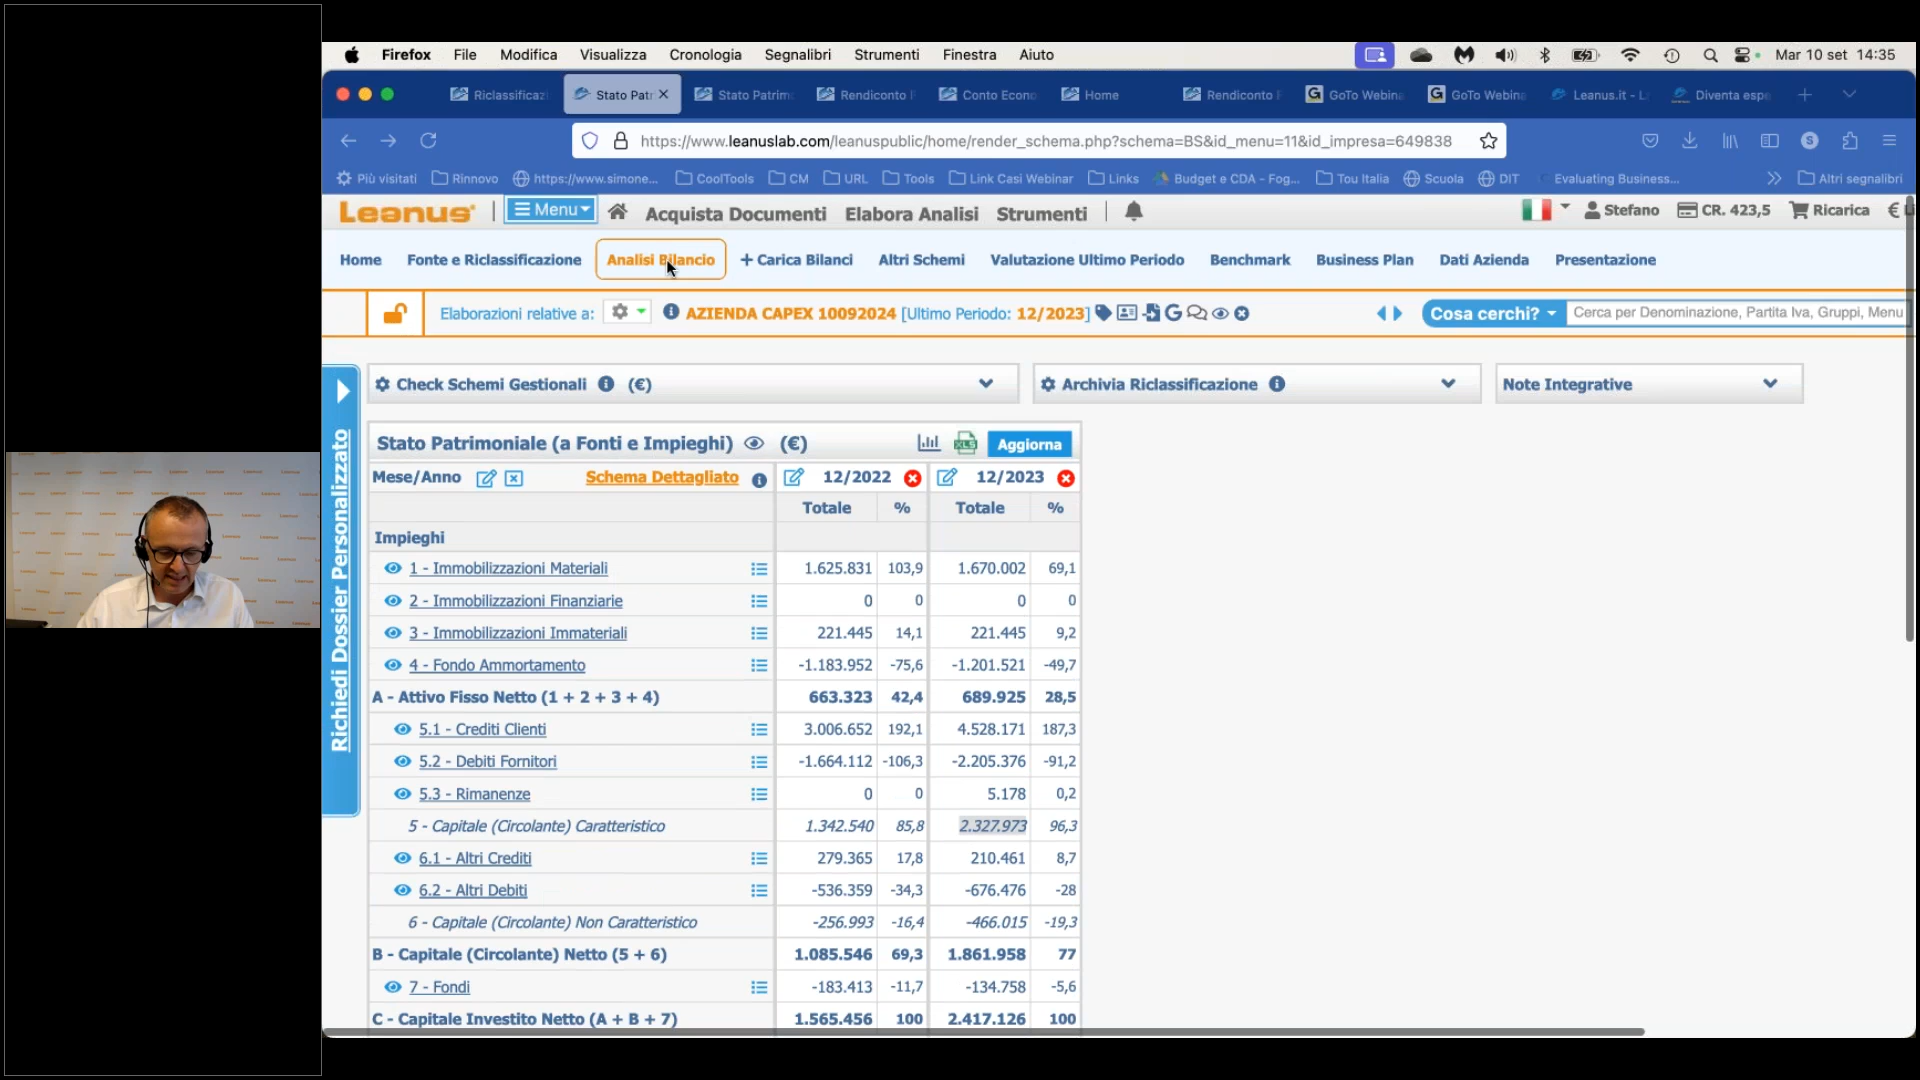 Firefox File Modifica Visualizza Cronologia Segnalibri Strumenti Finestra Aiuto Mar 10 set 14:35
Riclassificaz Stato Patr Stato Patrim Rendiconto Conto Econo Home Rendiconto GoTo Webin GoTo Webin Leanus.it - L Diventa esp
https://www.leanuslab.com/leanuspublic/home/render_schema.php?schema=BS&id_menu=11&id_impresa=649838
Più visitati Rinnovo https://www.simone... CoolTools CM URL Tools Link Casi Webinar Links Budget e CDA - Fog... Tou Italia Scuola DIT Evaluating Business... Altri segnalibri
Leanus Menu Acquista Documenti Elabora Analisi Strumenti Stefano CR. 423,5 Ricarica € Li
Home Fonte e Riclassificazione Analisi Bilancio + Carica Bilanci Altri Schemi Valutazione Ultimo Periodo Benchmark Business Plan Dati Azienda Presentazione
Elaborazioni relative a: AZIENDA CAPEX 10092024 [Ultimo Periodo: 12/2023] Cosa cerchi? Cerca per Denominazione, Partita Iva, Gruppi, Menu
Richiedi Dossier Personalizzato
Check Schemi Gestionali (€) Archivia Riclassificazione Note Integrative
Stato Patrimoniale (a Fonti e Impieghi) (€) XLS Aggiorna
Mese/Anno Schema Dettagliato 12/2022 12/2023
Totale % Totale %
Impieghi
1 - Immobilizzazioni Materiali 1.625.831 103,9 1.670.002 69,1
2 - Immobilizzazioni Finanziarie 0 0 0 0
3 - Immobilizzazioni Immateriali 221.445 14,1 221.445 9,2
4 - Fondo Ammortamento -1.183.952 -75,6 -1.201.521 -49,7
A - Attivo Fisso Netto (1 + 2 + 3 + 4) 663.323 42,4 689.925 28,5
5.1 - Crediti Clienti 3.006.652 192,1 4.528.171 187,3
5.2 - Debiti Fornitori -1.664.112 -106,3 -2.205.376 -91,2
5.3 - Rimanenze 0 0 5.178 0,2
5 - Capitale (Circolante) Caratteristico 1.342.540 85,8 2.327.973 96,3
6.1 - Altri Crediti 279.365 17,8 210.461 8,7
6.2 - Altri Debiti -536.359 -34,3 -676.476 -28
6 - Capitale (Circolante) Non Caratteristico -256.993 -16,4 -466.015 -19,3
B - Capitale (Circolante) Netto (5 + 6) 1.085.546 69,3 1.861.958 77
7 - Fondi -183.413 -11,7 -134.758 -5,6
C - Capitale Investito Netto (A + B + 7) 1.565.456 100 2.417.126 100